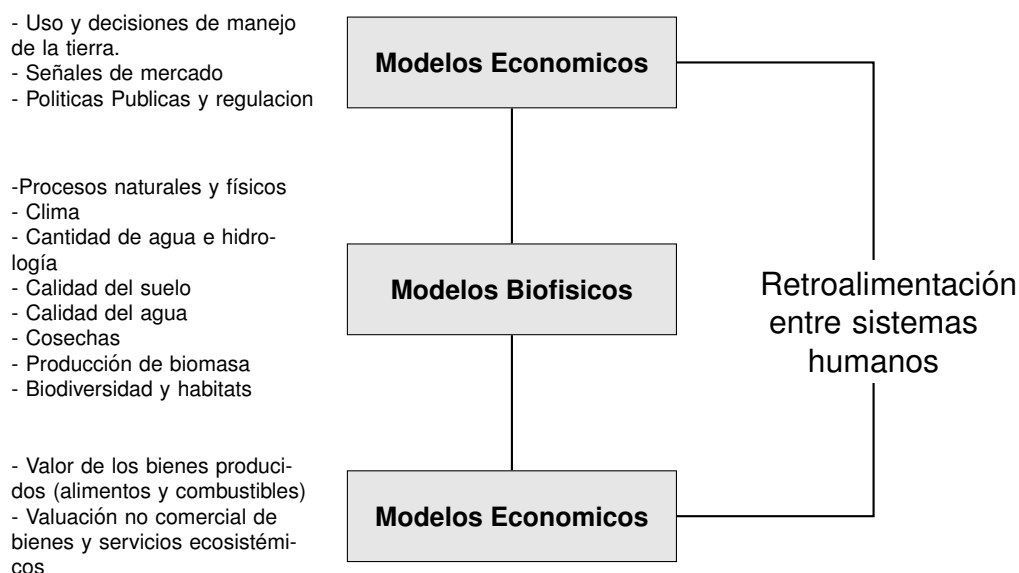 - Uso y decisiones de manejo
de la tierra.
- Señales de mercado
- Politicas Publicas y regulacion
Modelos Economicos
-Procesos naturales y físicos
- Clima
- Cantidad de agua e hidro-
logía
- Calidad del suelo
- Calidad del agua
- Cosechas
- Producción de biomasa
- Biodiversidad y habitats
Modelos Biofisicos
Retroalimentación
entre sistemas
humanos
- Valor de los bienes produci-
dos (alimentos y combustibles)
- Valuación no comercial de
bienes y servicios ecosistémi-
cos
Modelos Economicos